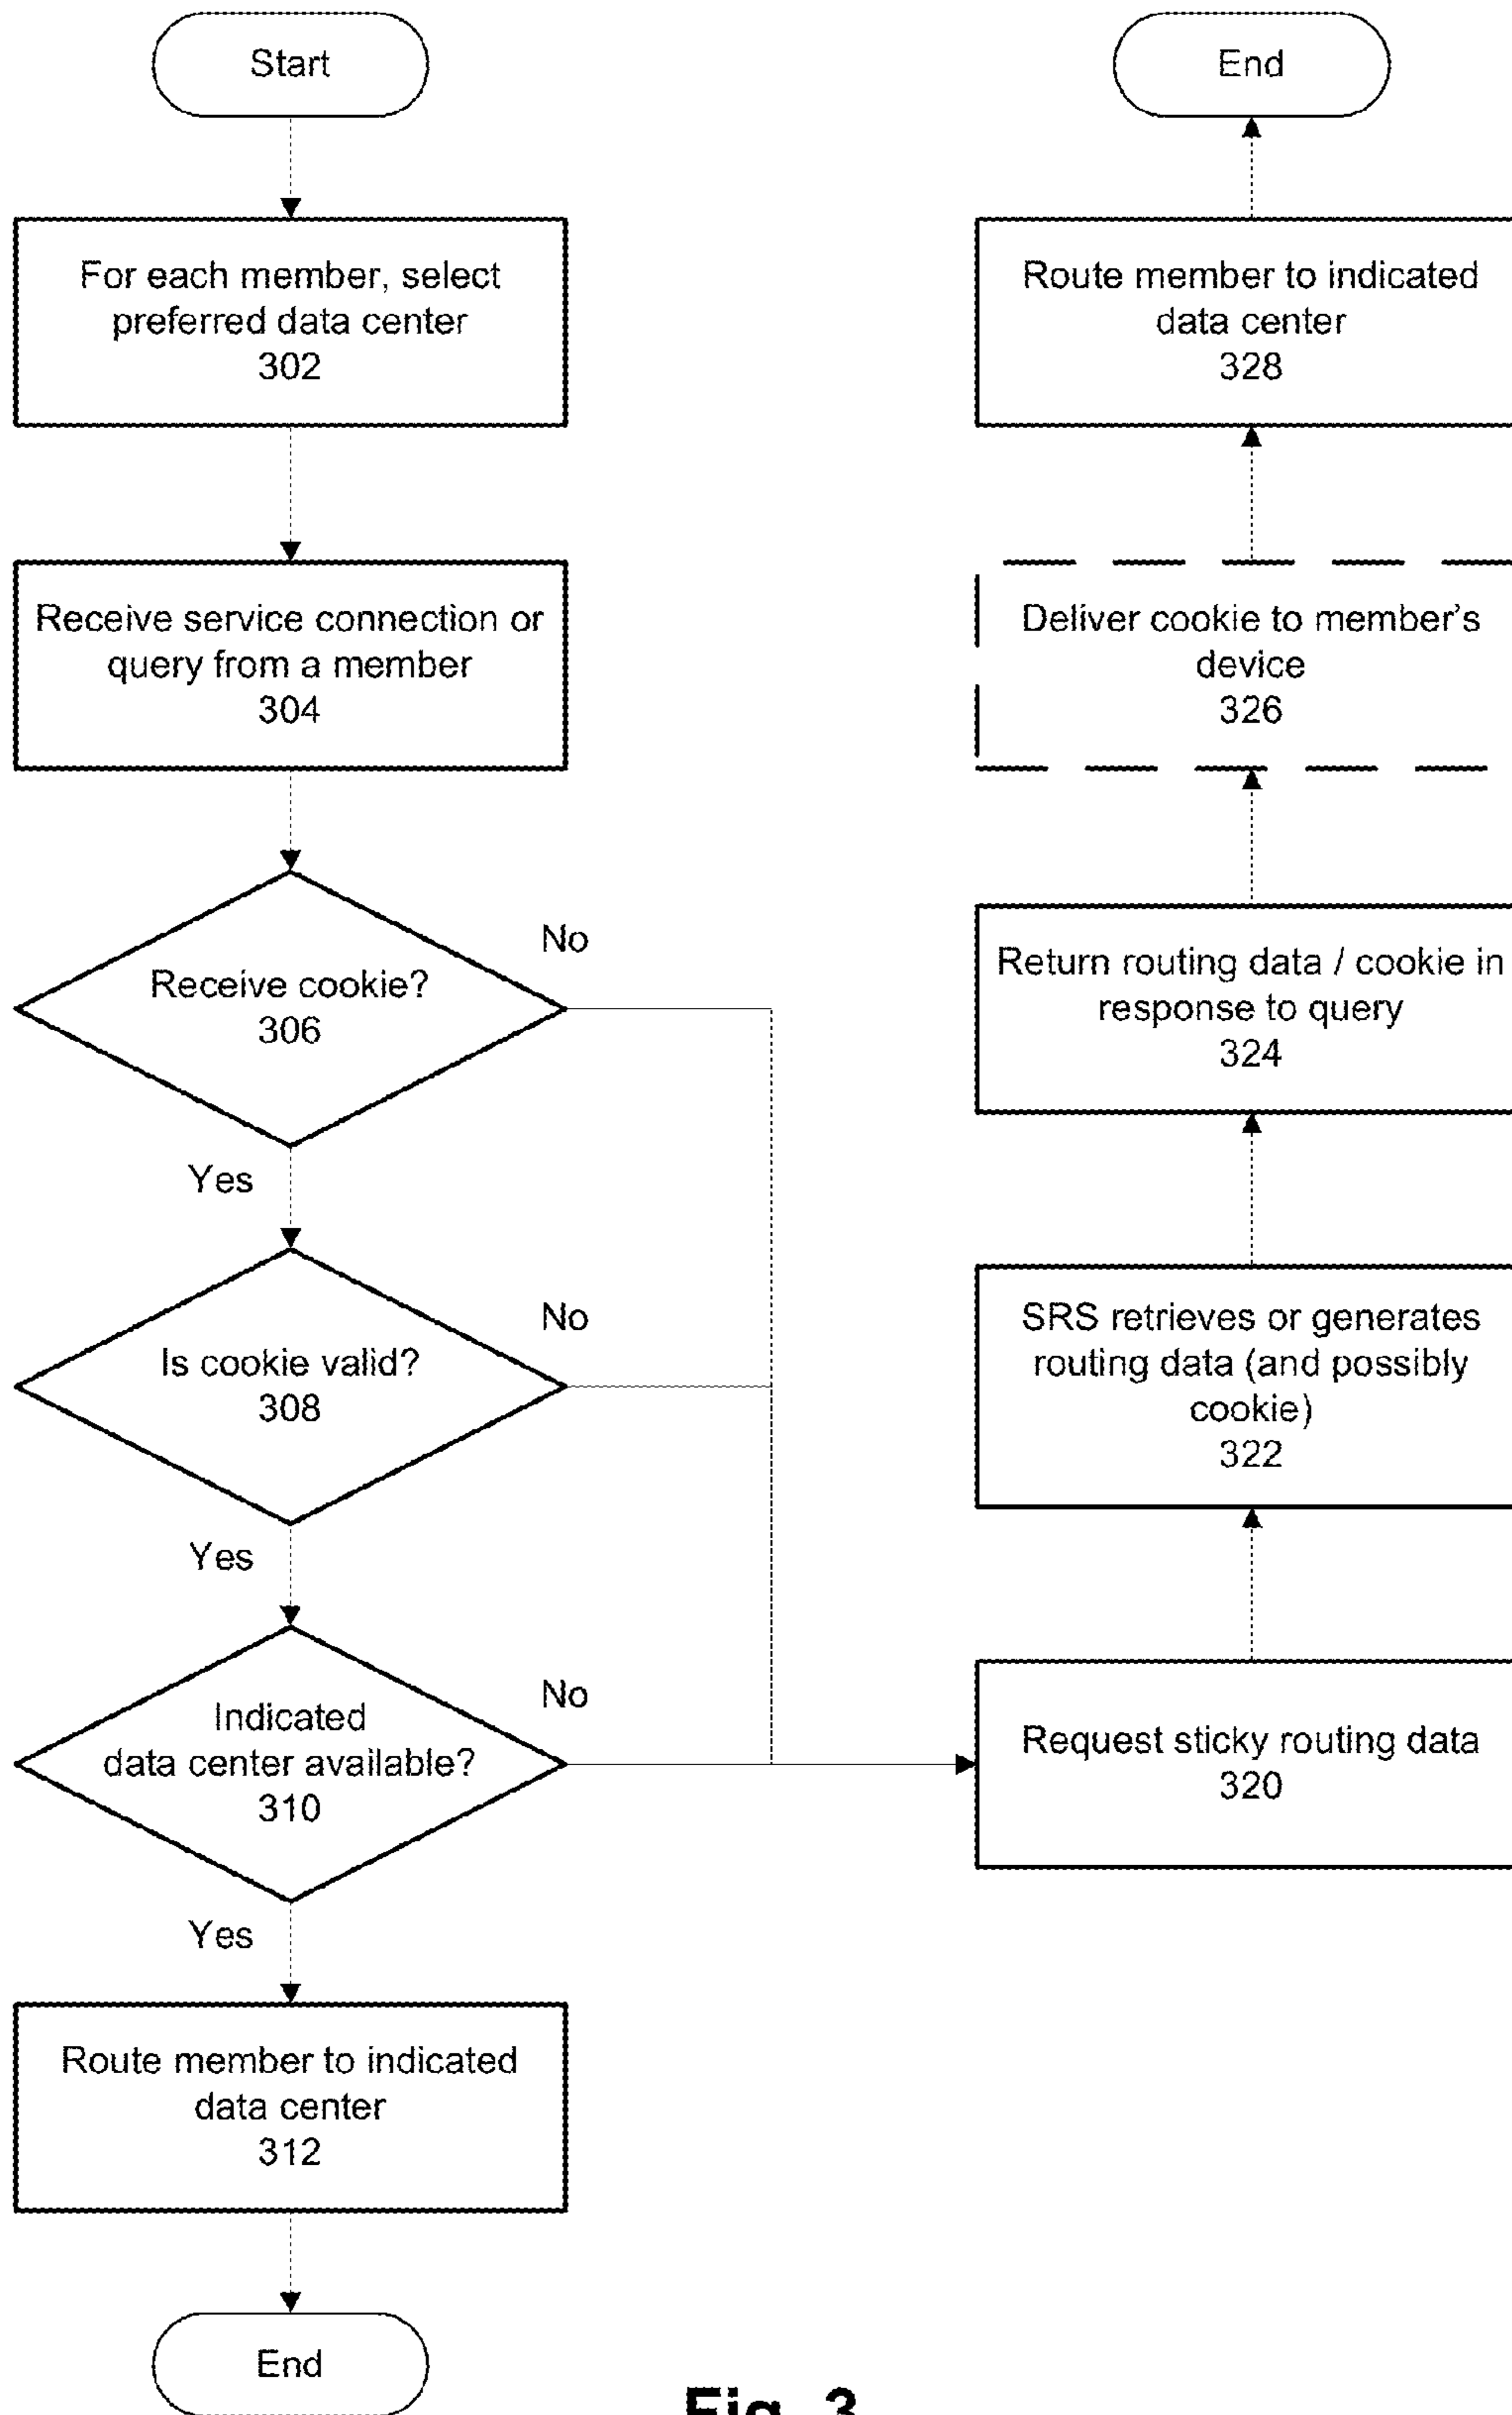 Start
For each member, select
preferred data center
302
Receive service connection or
query from a member
304
Receive cookie?
306
No
Yes
Is cookie valid?
308
No
Yes
Indicated
data center available?
310
No
Yes
Route member to indicated
data center
312
End
End
Route member to indicated
data center
328
Deliver cookie to member's
device
326
Return routing data / cookie in
response to query
324
SRS retrieves or generates
routing data (and possibly
cookie)
322
Request sticky routing data
320
Fig. 3